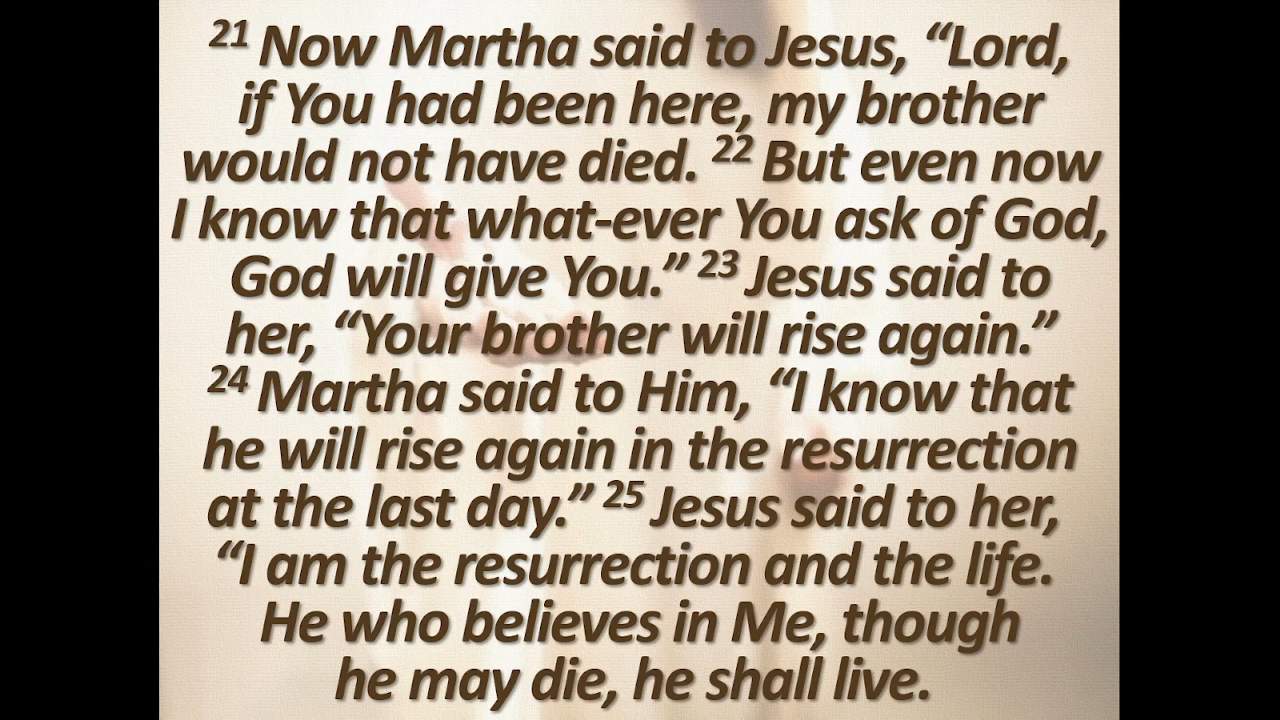 21 Now Martha said to Jesus, “Lord,
if You had been here, my brother
would not have died. 22 But even now
I know that what-ever You ask of God,
God will give You.” 23 Jesus said to
her, “Your brother will rise again.”
24 Martha said to Him, “I know that
he will rise again in the resurrection
at the last day.” 25 Jesus said to her,
“I am the resurrection and the life.
He who believes in Me, though
he may die, he shall live.